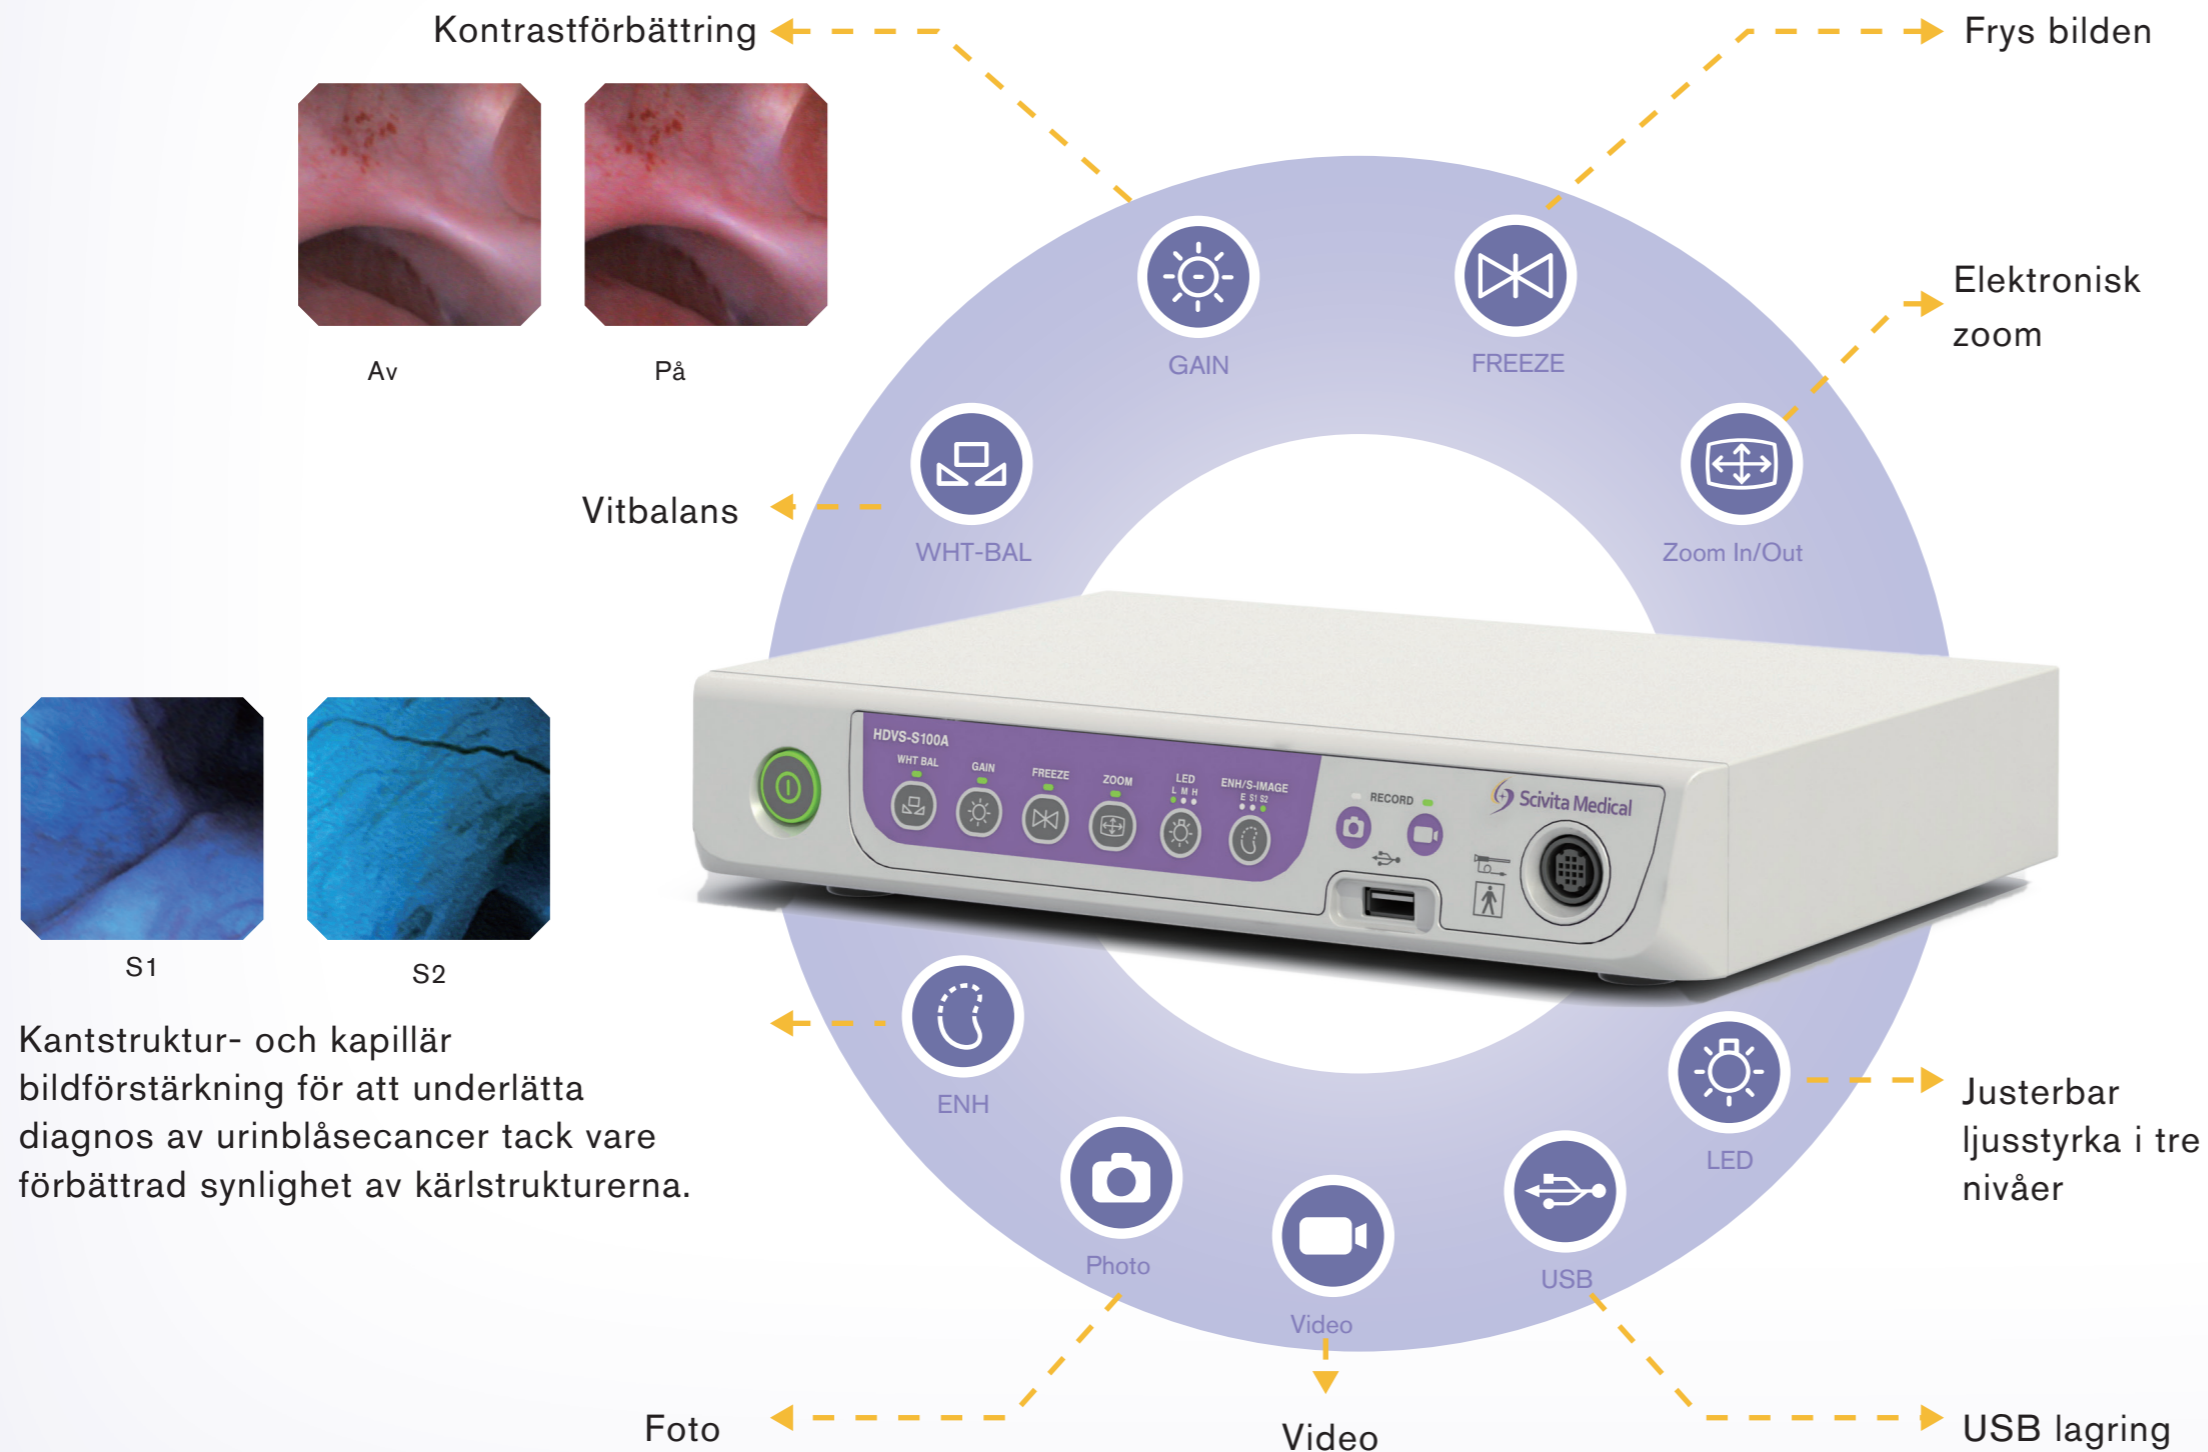 Kontrastförbättring
Frys bilden
Av
På
GAIN
FREEZE
Elektronisk
zoom
Vitbalans
WHT-BAL
Zoom In/Out
HDVS-S100A
WHT BAL
GAIN
FREEZE
ZOOM
LED
L M H
ENH/S-IMAGE
E S1 S2
RECORD
Scivita Medical
S1
S2
Kantstruktur- och kapillär
bildförstärkning för att underlätta
diagnos av urinblåsecancer tack vare
förbättrad synlighet av kärlstrukturerna.
ENH
LED
Justerbar
ljusstyrka i tre
nivåer
Photo
Video
USB
Foto
Video
USB lagring